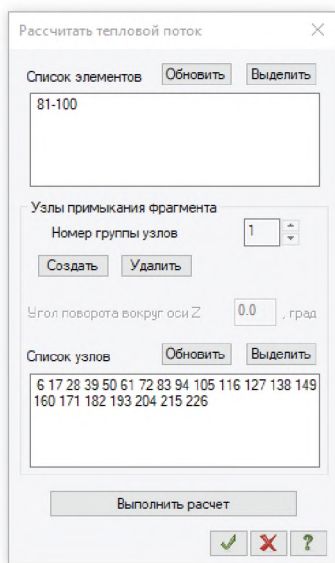 Рассчитать тепловой поток
Список элементов Обновить Выделить
81-100
Узлы примыкания фрагмента
Номер группы узлов 1
Создать Удалить
Угол поворота вокруг оси Z 0.0 , град
Список узлов Обновить Выделить
6 17 28 39 50 61 72 83 94 105 116 127 138 149
160 171 182 193 204 215 226
Выполнить расчет
?